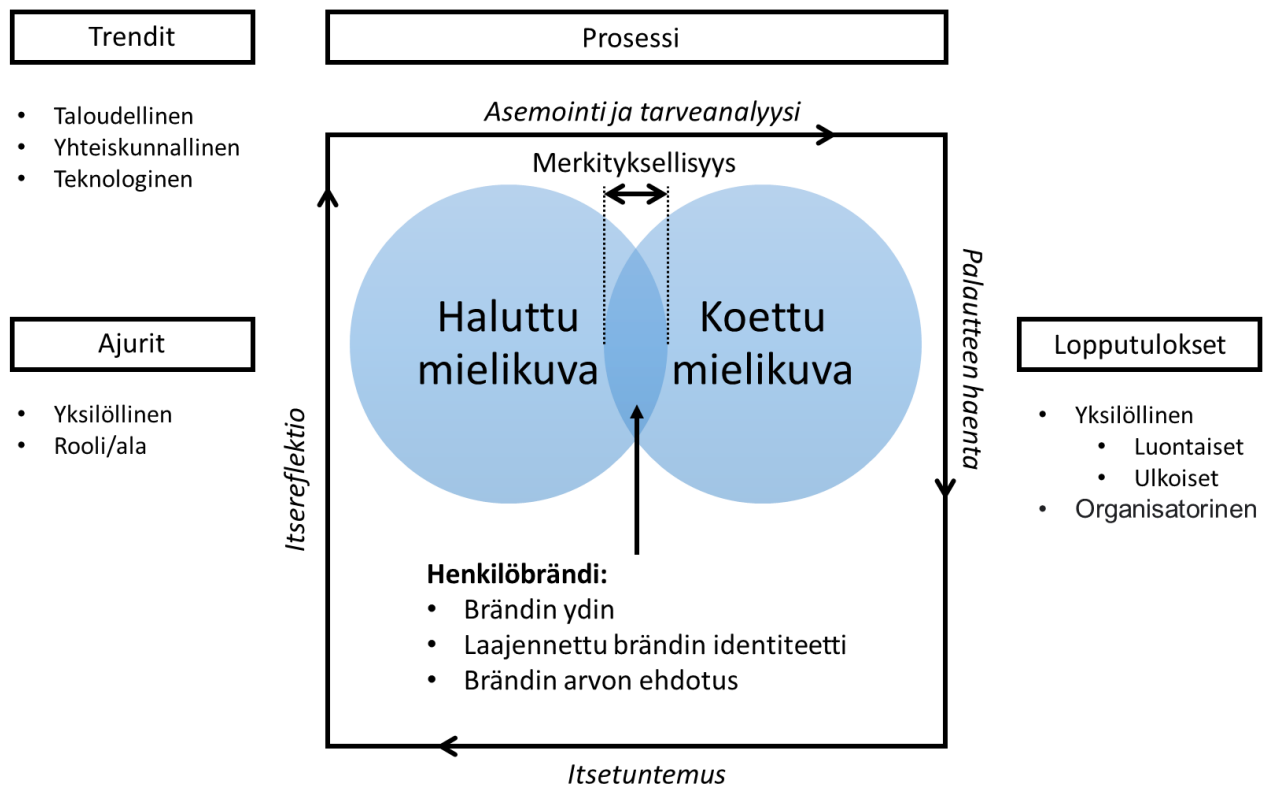 Trendit
• Taloudellinen
• Yhteiskunnallinen
• Teknologinen
Ajurit
• Yksilöllinen
• Rooli/ala
Prosessi
Asemointi ja tarveanalyysi
Merkityksellisyys
Haluttu
mielikuva
Koettu
mielikuva
Palautteen haenta
Itsereflektio
Henkilöbrändi:
• Brändin ydin
• Laajennettu brändin identiteetti
• Brändin arvon ehdotus
Itsetuntemus
Lopputulokset
• Yksilöllinen
• Luontaiset
• Ulkoiset
• Organisatorinen